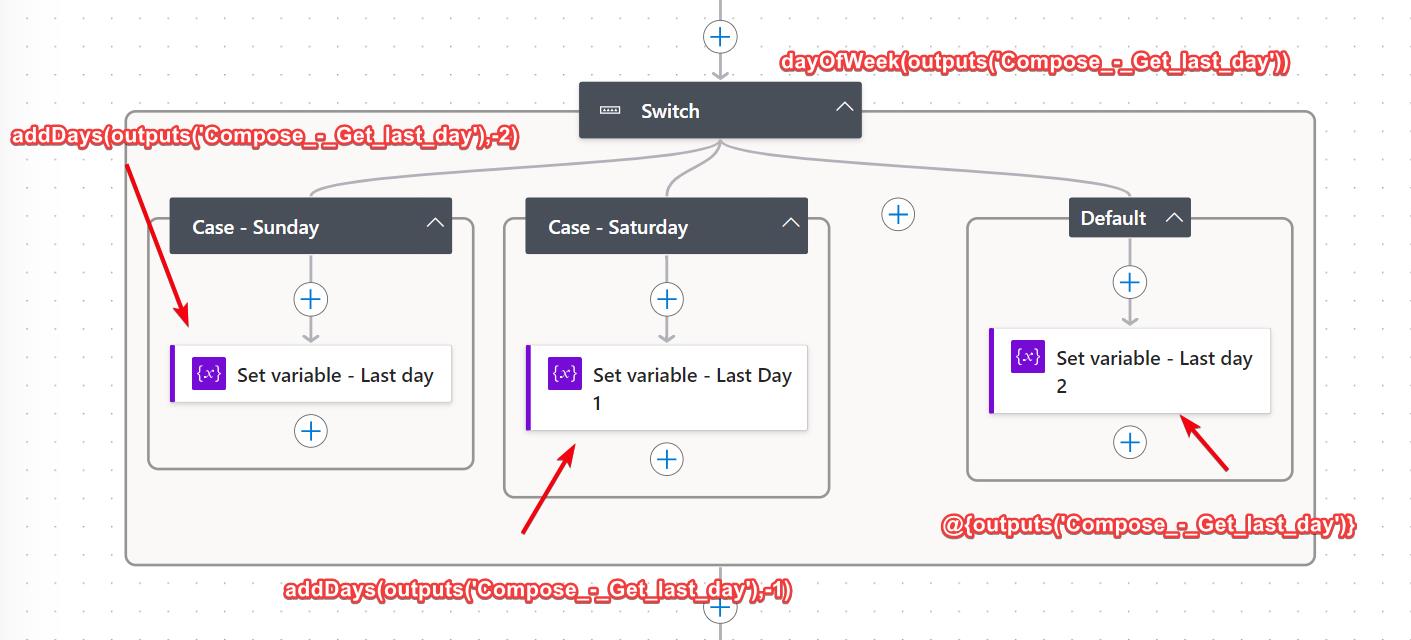 dayOfWeek(outputs('Compose_-_Get_last_day'))
Switch
addDays(outputs('Compose_-_Get_last_day'),-2)
Case - Sunday
Case - Saturday
Default
{x} Set variable - Last day
{x} Set variable - Last Day
1
{x} Set variable - Last day
2
@{outputs('Compose_-_Get_last_day')}
addDays(outputs('Compose_-_Get_last_day'),-1)